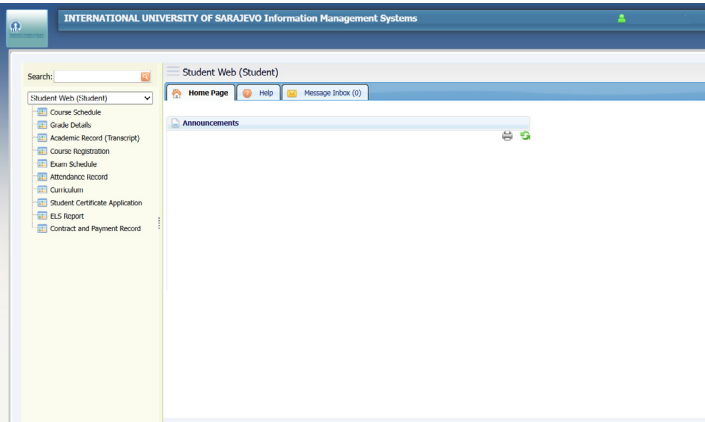 INTERNATIONAL UNIVERSITY OF SARAJEVO Information Management Systems
Search:
Student Web (Student)
Course Schedule
Grade Details
Academic Record (Transcript)
Course Registration
Exam Schedule
Attendance Record
Curriculum
Student Certificate Application
ELS Report
Contract and Payment Record
Student Web (Student)
Home Page
Help
Message Inbox (0)
Announcements